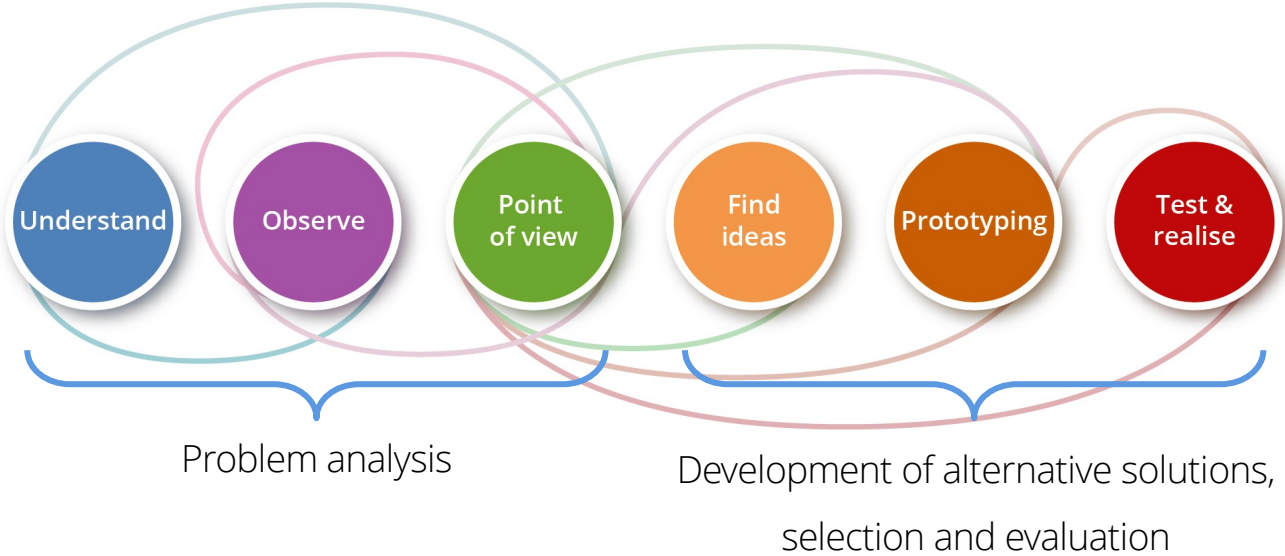 Understand
Observe
Point
of view
Find
ideas
Prototyping
Test &
realise
Problem analysis
Development of alternative solutions,
selection and evaluation